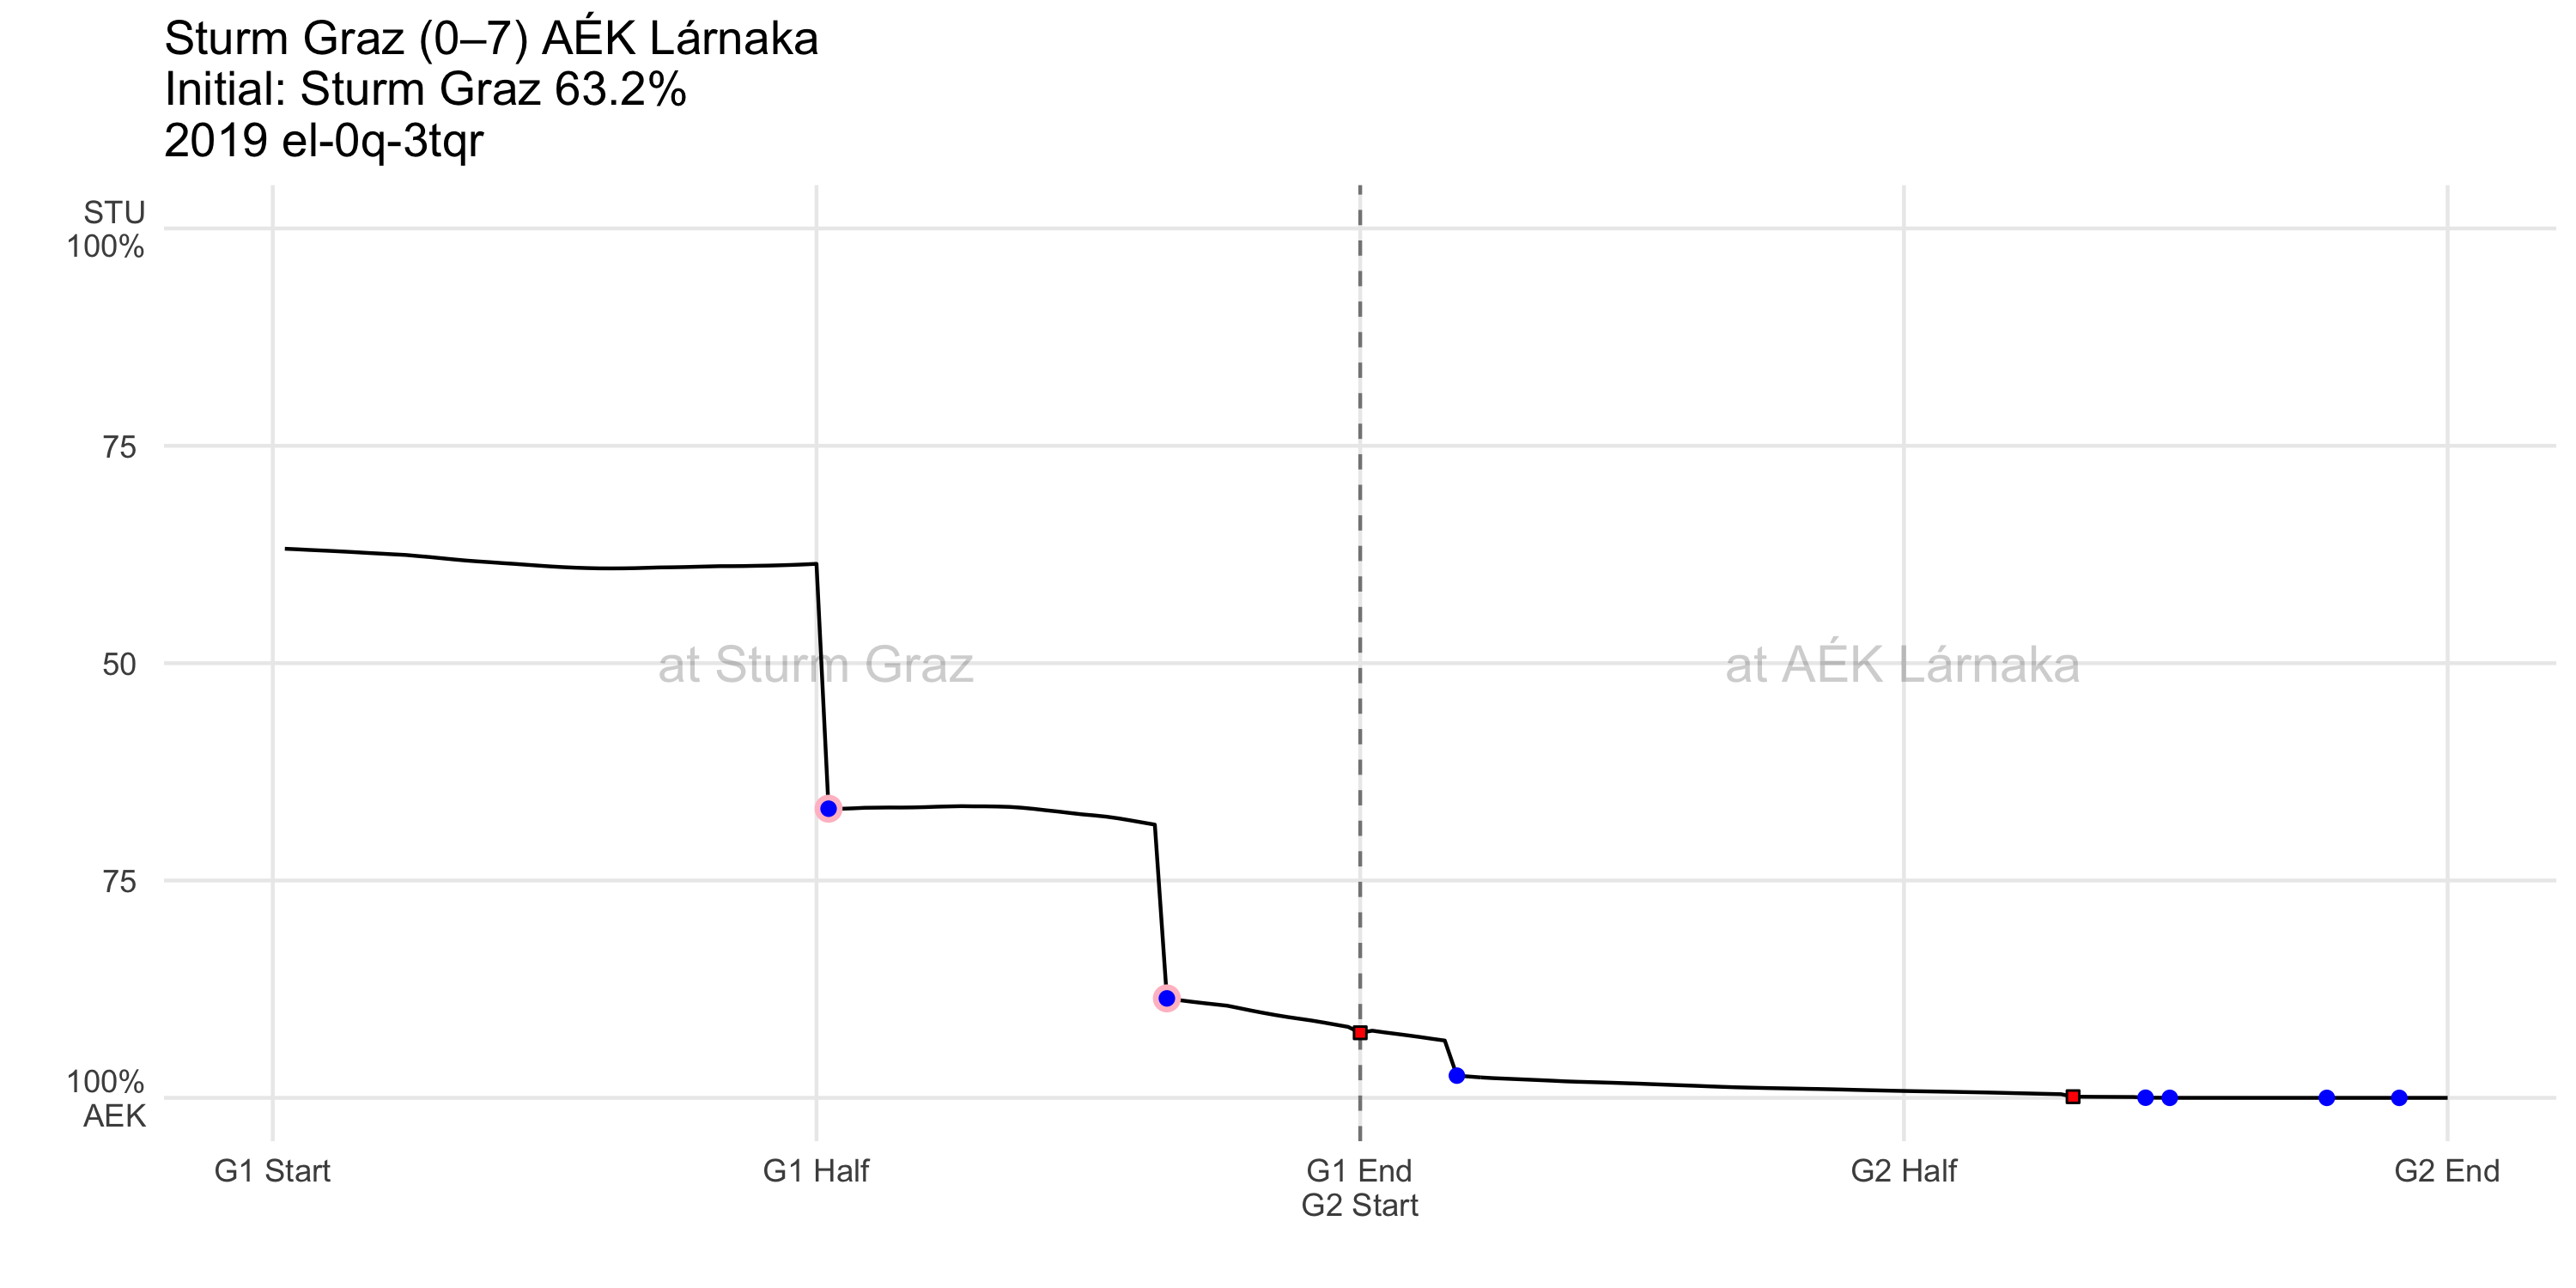 Sturm Graz (0–7) AÉK Lárnaka
Initial: Sturm Graz 63.2%
2019 el-0q-3tqr
STU
100%
75
50
75
100%
AEK
at Sturm Graz
at AÉK Lárnaka
G1 Start
G1 Half
G1 End
G2 Start
G2 Half
G2 End